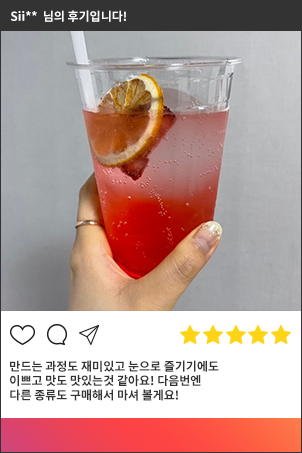 Sii** 님의 후기입니다!
만드는 과정도 재미있고 눈으로 즐기기에도
이쁘고 맛도 맛있는것 같아요! 다음번엔
다른 종류도 구매해서 마셔 볼게요!